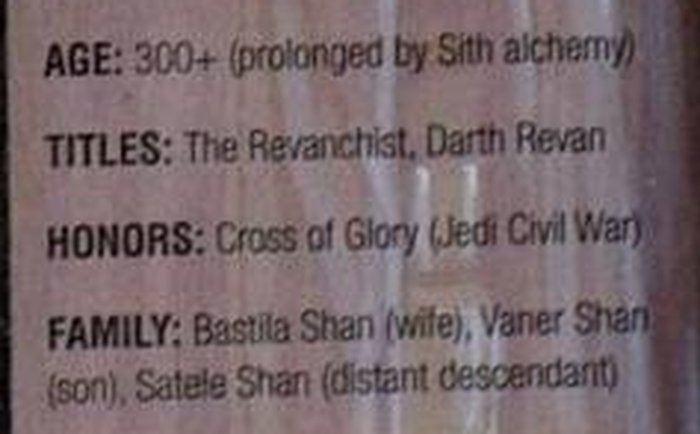 AGE: 300+ (prolonged by Sith alchemy)
TITLES: The Revanchist, Darth Revan
HONORS: Cross of Glory (Jedi Civil War)
FAMILY: Bastila Shan (wife), Vaner Shan
(son), Satele Shan (distant descendant)